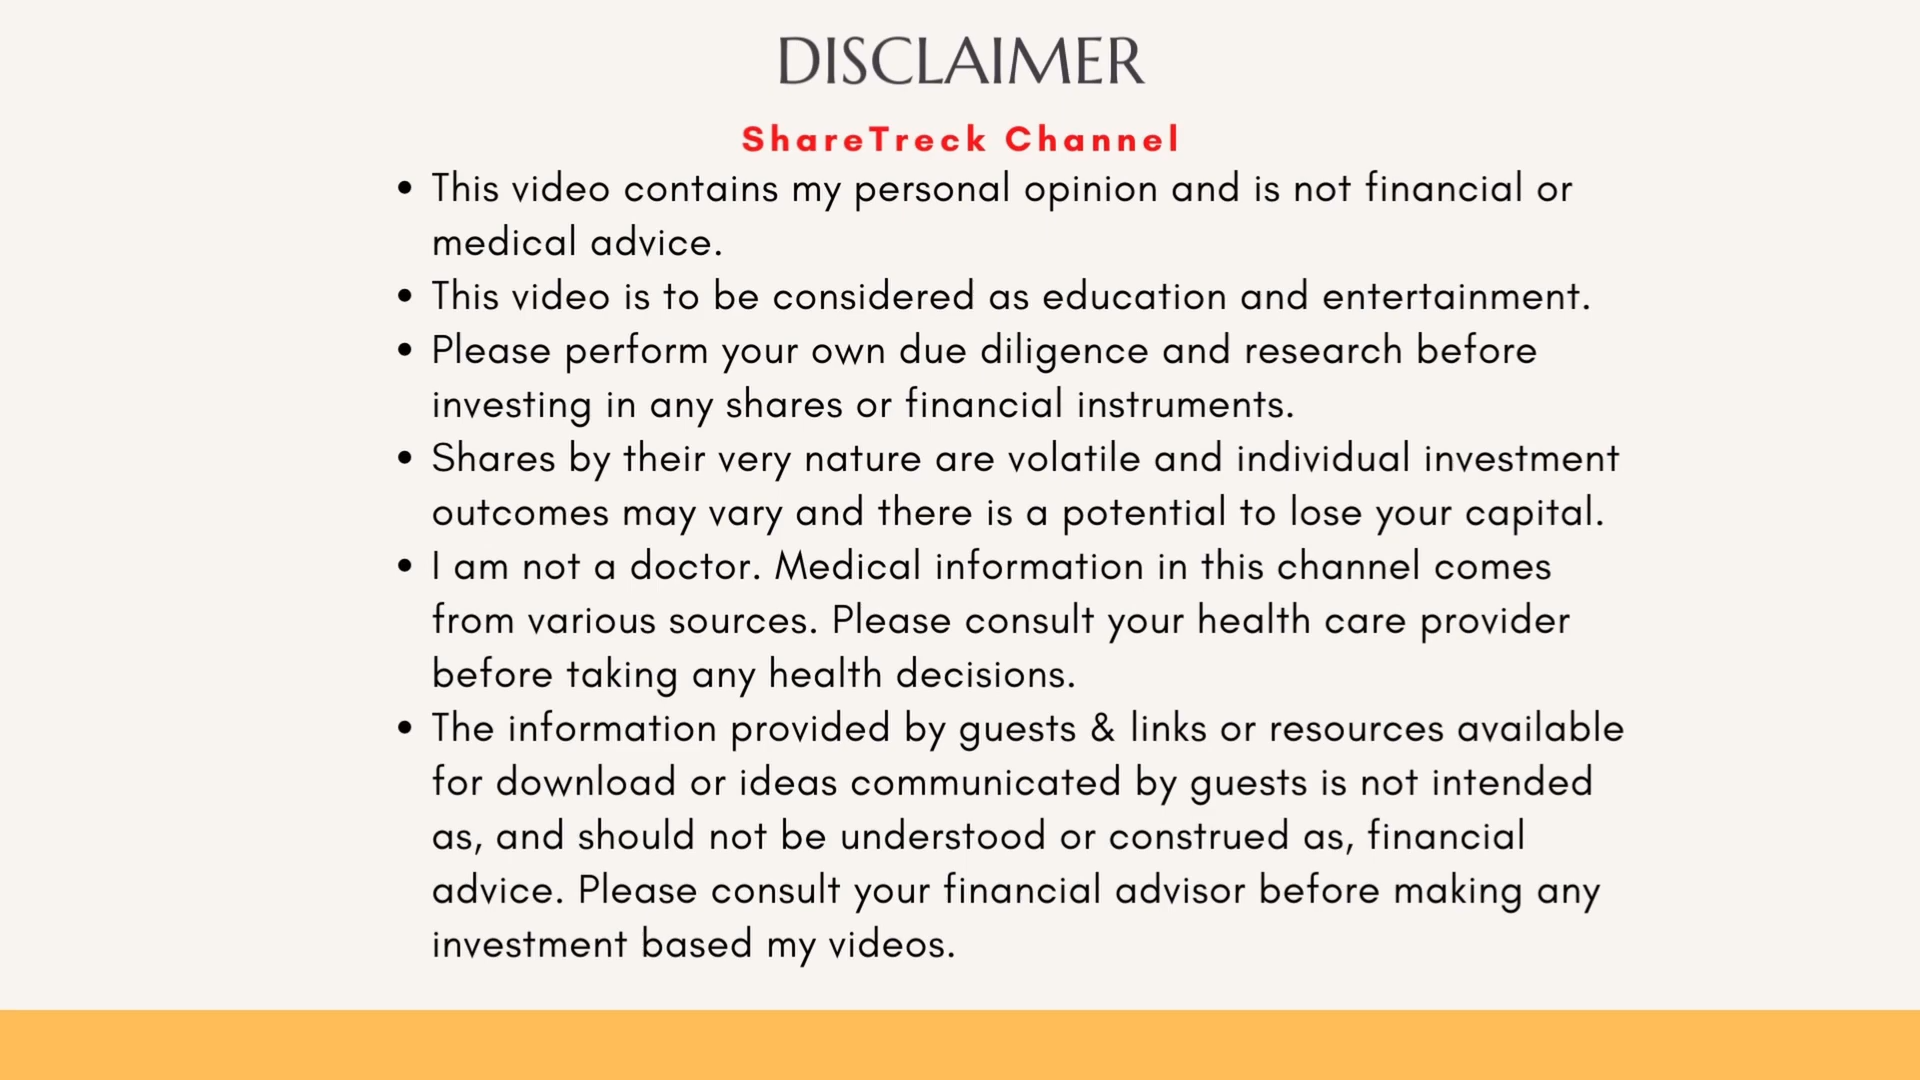 DISCLAIMER
ShareTreck Channel
• This video contains my personal opinion and is not financial or
medical advice.
• This video is to be considered as education and entertainment.
• Please perform your own due diligence and research before
investing in any shares or financial instruments.
• Shares by their very nature are volatile and individual investment
outcomes may vary and there is a potential to lose your capital.
• I am not a doctor. Medical information in this channel comes
from various sources. Please consult your health care provider
before taking any health decisions.
• The information provided by guests & links or resources available
for download or ideas communicated by guests is not intended
as, and should not be understood or construed as, financial
advice. Please consult your financial advisor before making any
investment based my videos.